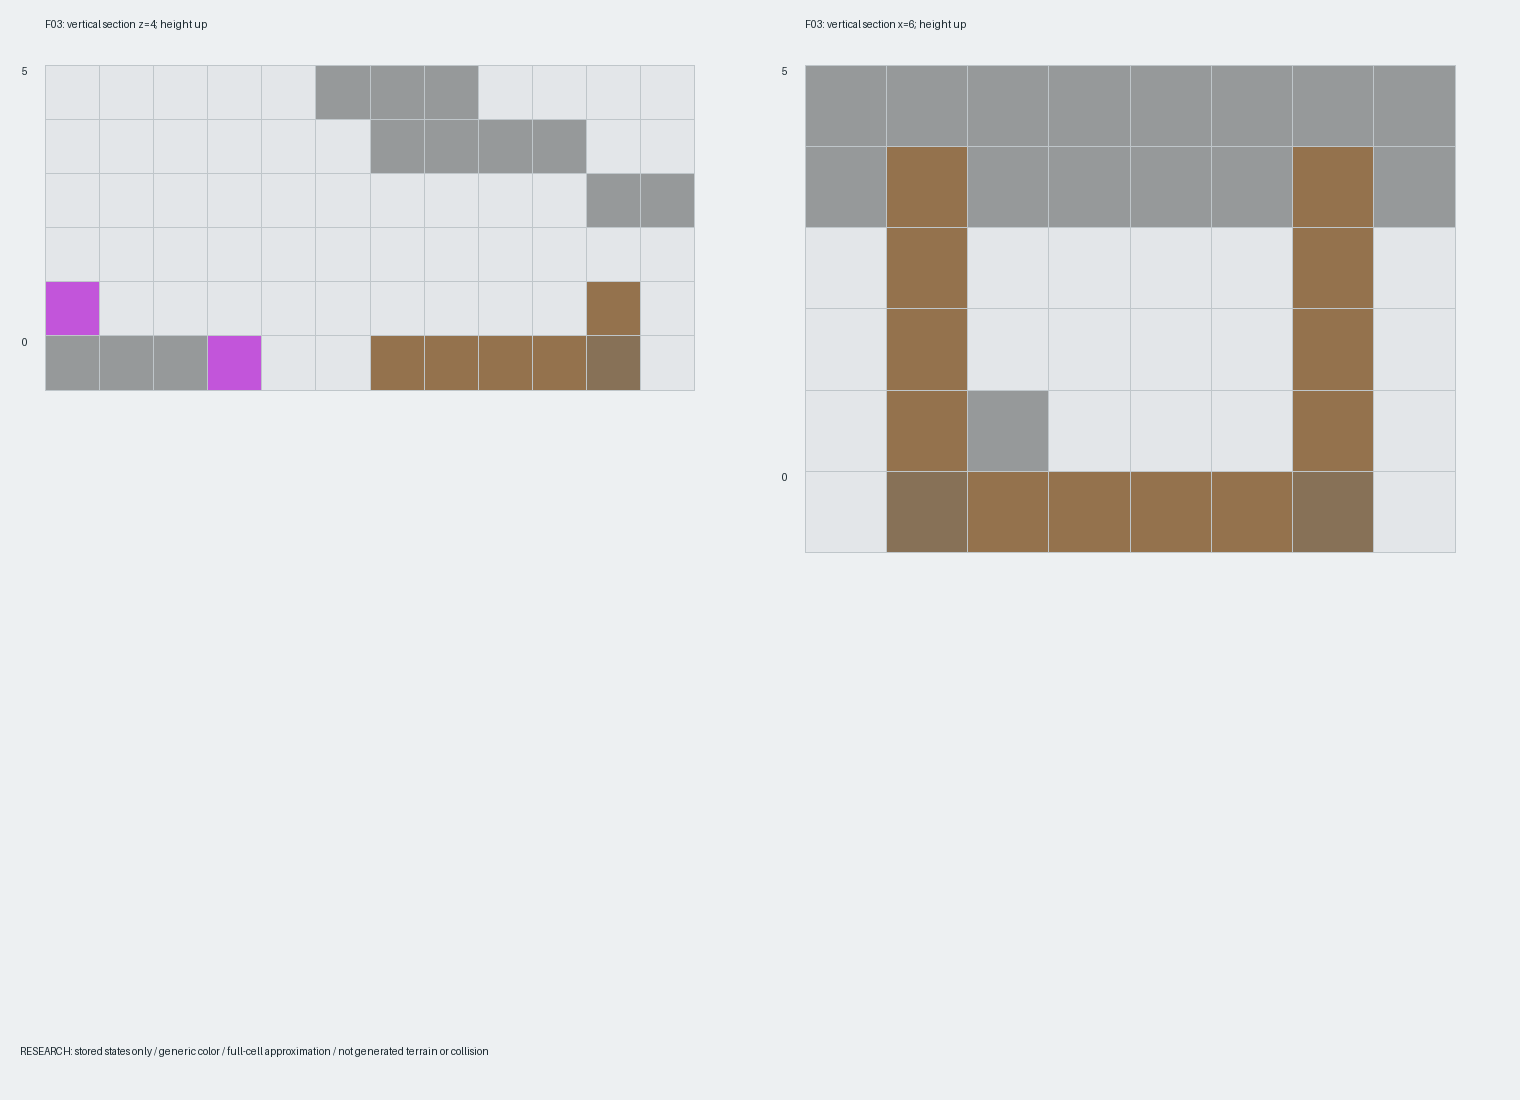 F03: vertical section z=4; height up
F03: vertical section x=6; height up
5
5
0
0
RESEARCH: stored states only / generic color / full-cell approximation / not generated terrain or collision